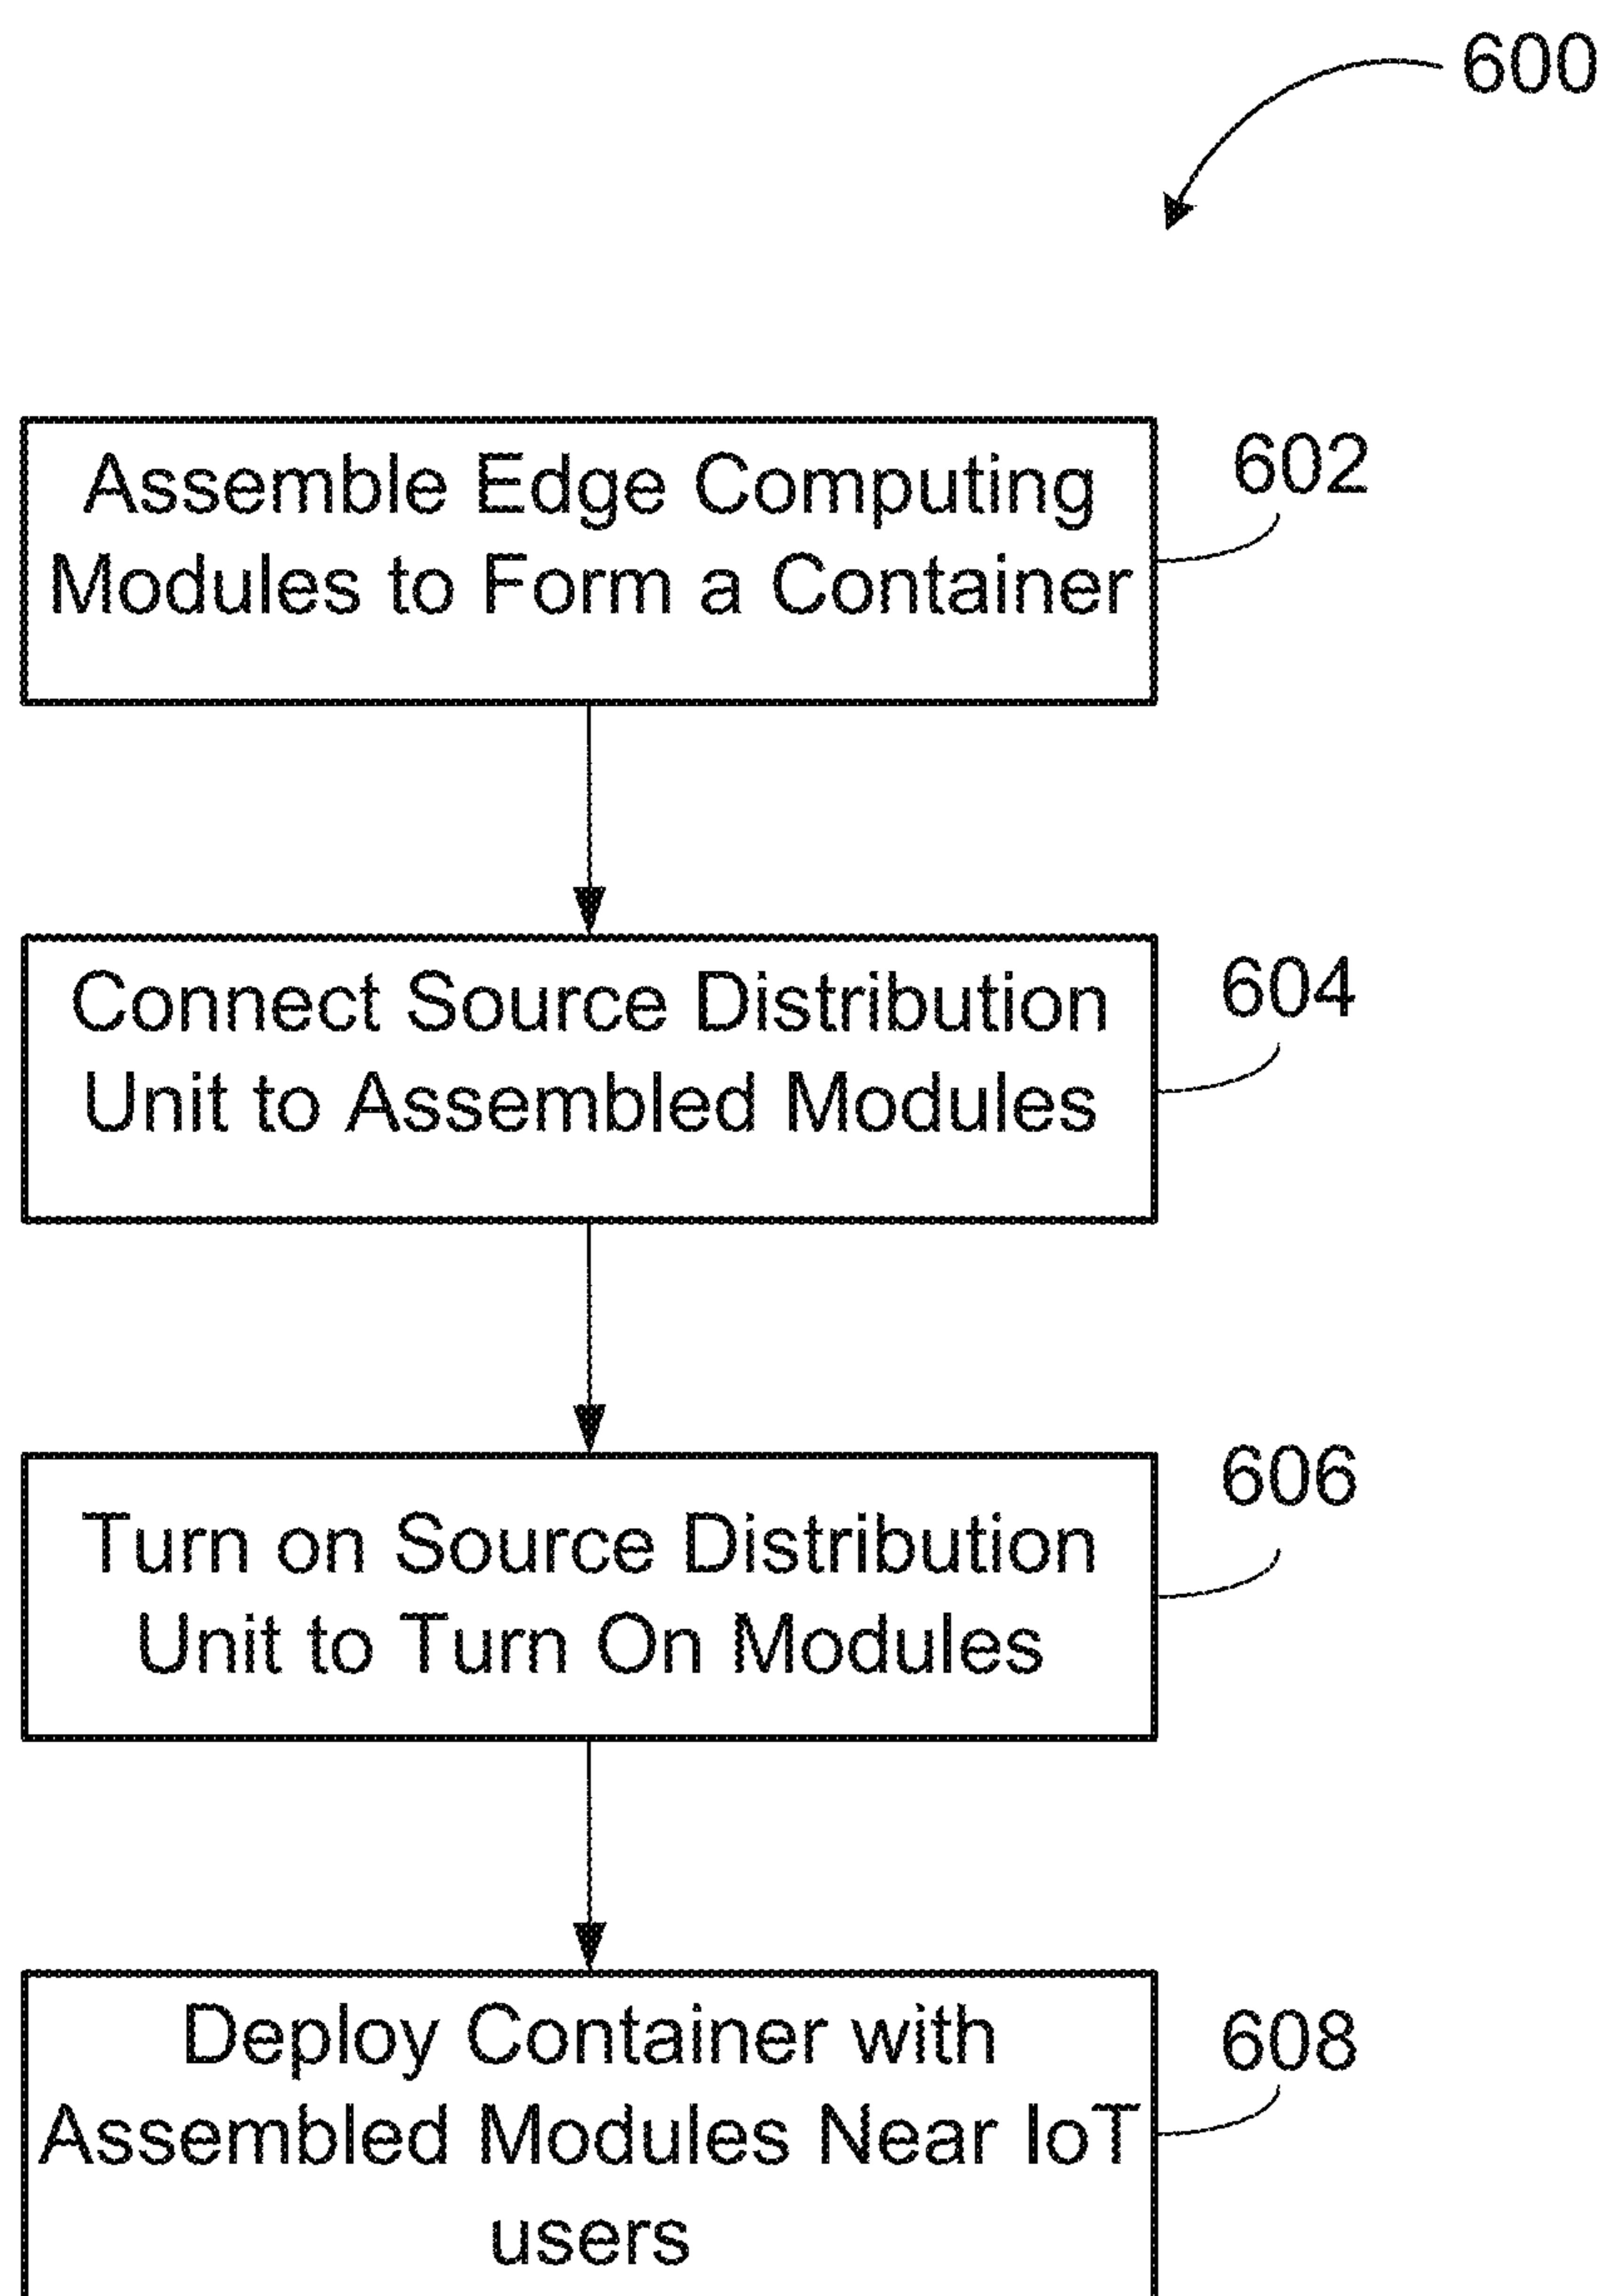 600
Assemble Edge Computing
Modules to Form a Container
602
Connect Source Distribution
Unit to Assembled Modules
604
Turn on Source Distribution
Unit to Turn On Modules
606
Deploy Container with
Assembled Modules Near IoT
users
608